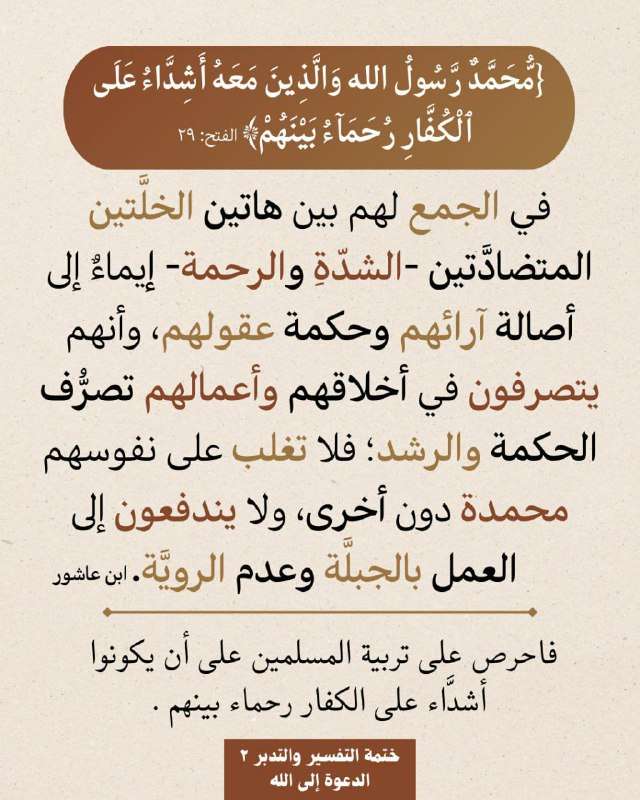 {مُّحَمَّدٌ رَّسُولُ الله وَالَّذِينَ مَعَهُ أَشِدَّاءُ عَلَى
ٱلْكُفَّارِ رُحَمَآءُ بَيْنَهُمْ﴾ الفتح: ٢٩
في الجمع لهم بين هاتين الخلَّتين
المتضادَّتين -الشدّةِ والرحمة- إيماءٌ إلى
أصالة آرائهم وحكمة عقولهم، وأنهم
يتصرفون في أخلاقهم وأعمالهم تصرُّف
الحكمة والرشد؛ فلا تغلب على نفوسهم
محمدة دون أخرى، ولا يندفعون إلى
العمل بالجبلَّة وعدم الرويَّة. ابن عاشور
فاحرص على تربية المسلمين على أن يكونوا
أشدَّاء على الكفار رحماء بينهم .
ختمة التفسير والتدبر ٢
الدعوة إلى الله